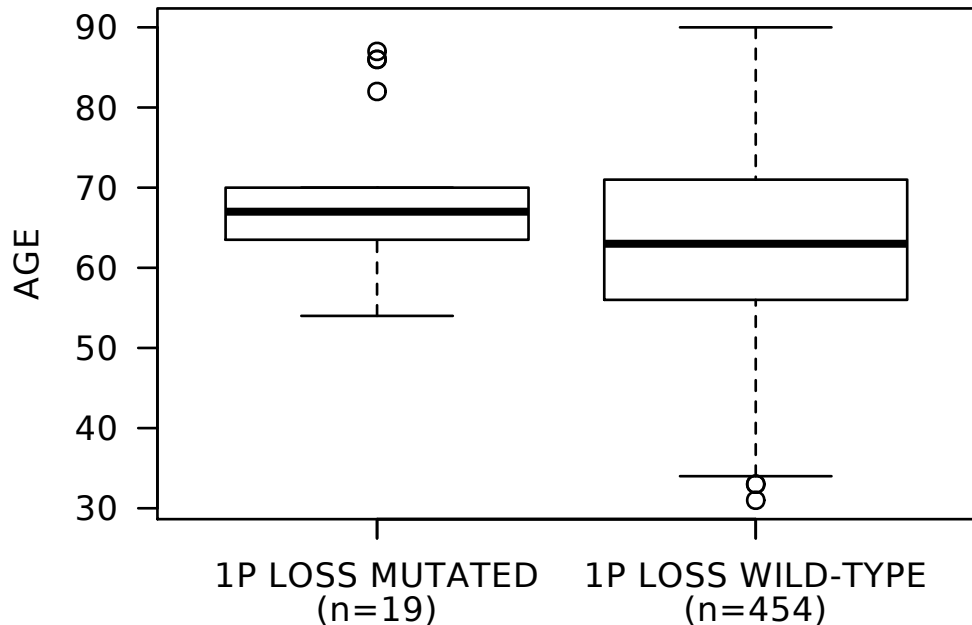 90
80
70
60
50
40
30
AGE
1P LOSS MUTATED
(n=19)
1P LOSS WILD-TYPE
(n=454)